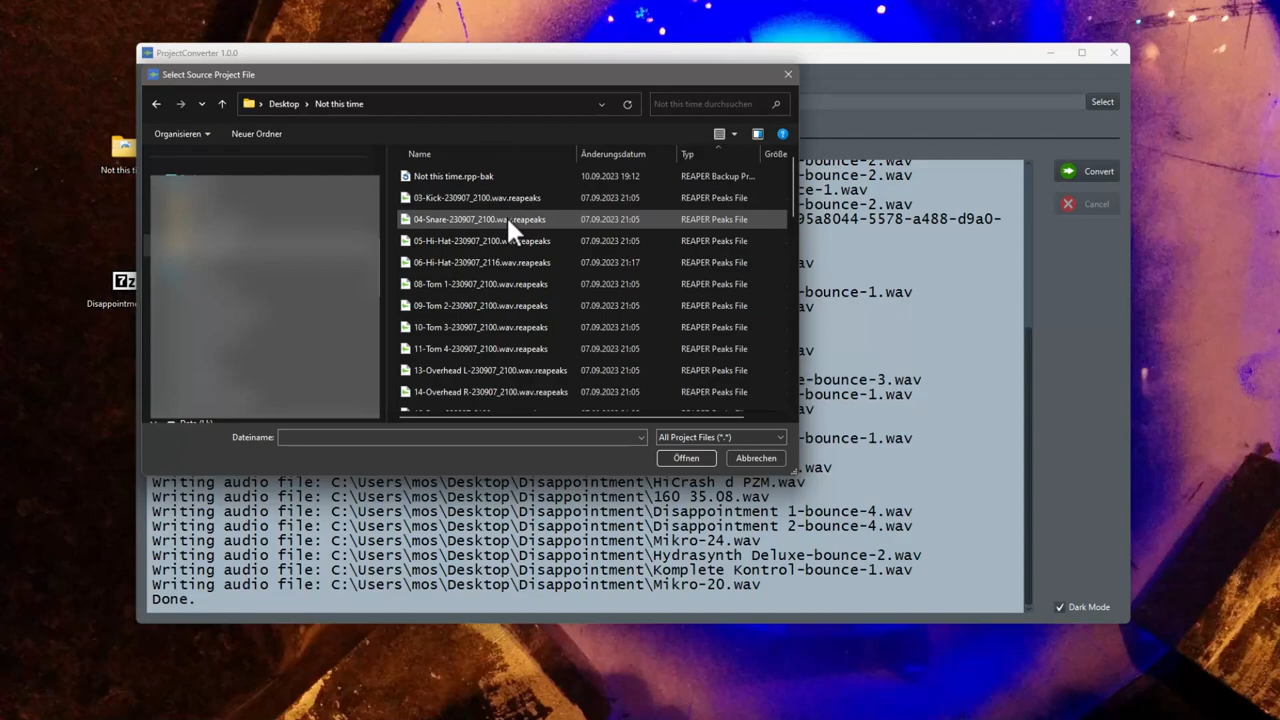 ProjectConverter 1.0.0
Select Source Project File
Desktop > Not this time
Not this time durchsuchen
Select
Organisieren
Neuer Ordner
Name Änderungsdatum Typ Größe
Not this time.rpp-bak 10.09.2023 19:12 REAPER Backup Pr...
03-Kick-230907_2100.wav.reapeaks 07.09.2023 21:05 REAPER Peaks File
04-Snare-230907_2100.wav.reapeaks 07.09.2023 21:05 REAPER Peaks File
05-Hi-Hat-230907_2100.wav.reapeaks 07.09.2023 21:05 REAPER Peaks File
06-Hi-Hat-230907_2116.wav.reapeaks 07.09.2023 21:17 REAPER Peaks File
08-Tom 1-230907_2100.wav.reapeaks 07.09.2023 21:05 REAPER Peaks File
09-Tom 2-230907_2100.wav.reapeaks 07.09.2023 21:05 REAPER Peaks File
10-Tom 3-230907_2100.wav.reapeaks 07.09.2023 21:05 REAPER Peaks File
11-Tom 4-230907_2100.wav.reapeaks 07.09.2023 21:05 REAPER Peaks File
13-Overhead L-230907_2100.wav.reapeaks 07.09.2023 21:05 REAPER Peaks File
14-Overhead R-230907_2100.wav.reapeaks 07.09.2023 21:05 REAPER Peaks File
Dateiname:
All Project Files (*.*)
Öffnen
Abbrechen
-bounce-2.wav
e-bounce-2.wav
e-1.wav
-bounce-2.wav
95a8044-5578-a488-d9a0-
av
e-bounce-1.wav
wav
av
e-bounce-3.wav
e-bounce-1.wav
wav
e-bounce-1.wav
.wav
Writing audio file: C:\Users\mos\Desktop\Disappointment\HiCrash d PZM.wav
Writing audio file: C:\Users\mos\Desktop\Disappointment\160 35.08.wav
Writing audio file: C:\Users\mos\Desktop\Disappointment\Disappointment 1-bounce-4.wav
Writing audio file: C:\Users\mos\Desktop\Disappointment\Disappointment 2-bounce-4.wav
Writing audio file: C:\Users\mos\Desktop\Disappointment\Mikro-24.wav
Writing audio file: C:\Users\mos\Desktop\Disappointment\Hydrasynth Deluxe-bounce-2.wav
Writing audio file: C:\Users\mos\Desktop\Disappointment\Komplete Kontrol-bounce-1.wav
Writing audio file: C:\Users\mos\Desktop\Disappointment\Mikro-20.wav
Done.
Convert
Cancel
Dark Mode
Not this ti
7z
Disappointme